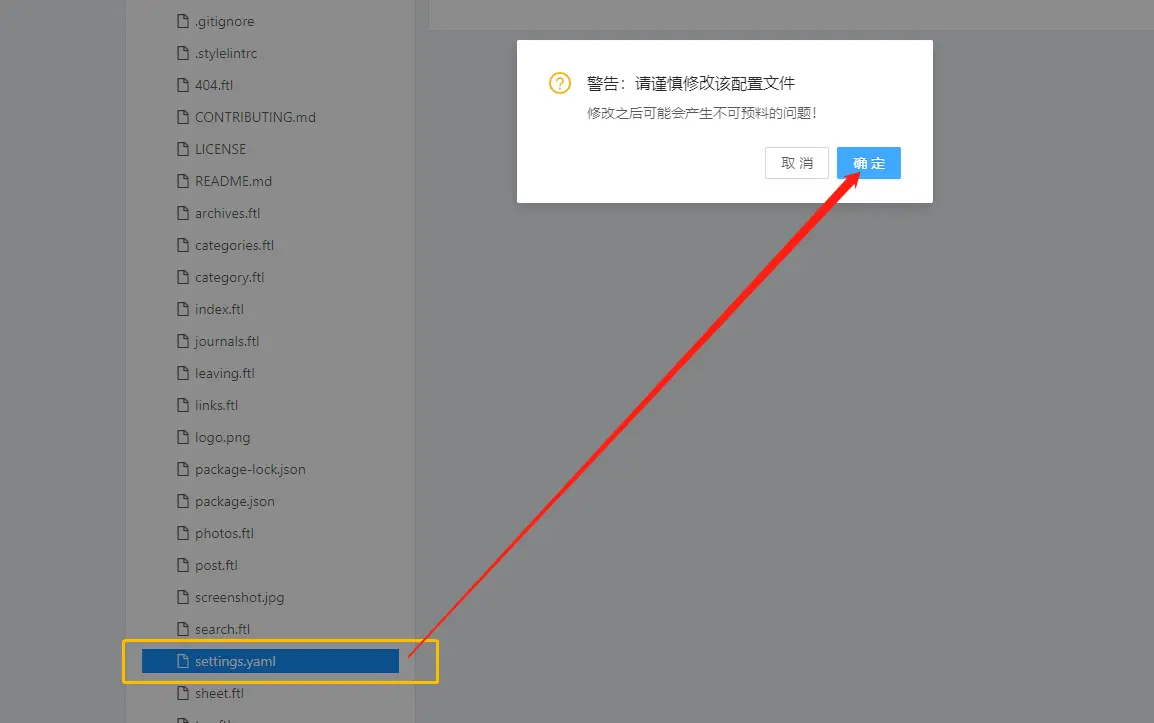 .gitignore
.stylelintrc
404.ftl
CONTRIBUTING.md
LICENSE
README.md
archives.ftl
categories.ftl
category.ftl
index.ftl
journals.ftl
leaving.ftl
links.ftl
logo.png
package-lock.json
package.json
photos.ftl
post.ftl
screenshot.jpg
search.ftl
settings.yaml
sheet.ftl
警告：请谨慎修改该配置文件
修改之后可能会产生不可预料的问题！
取 消
确 定